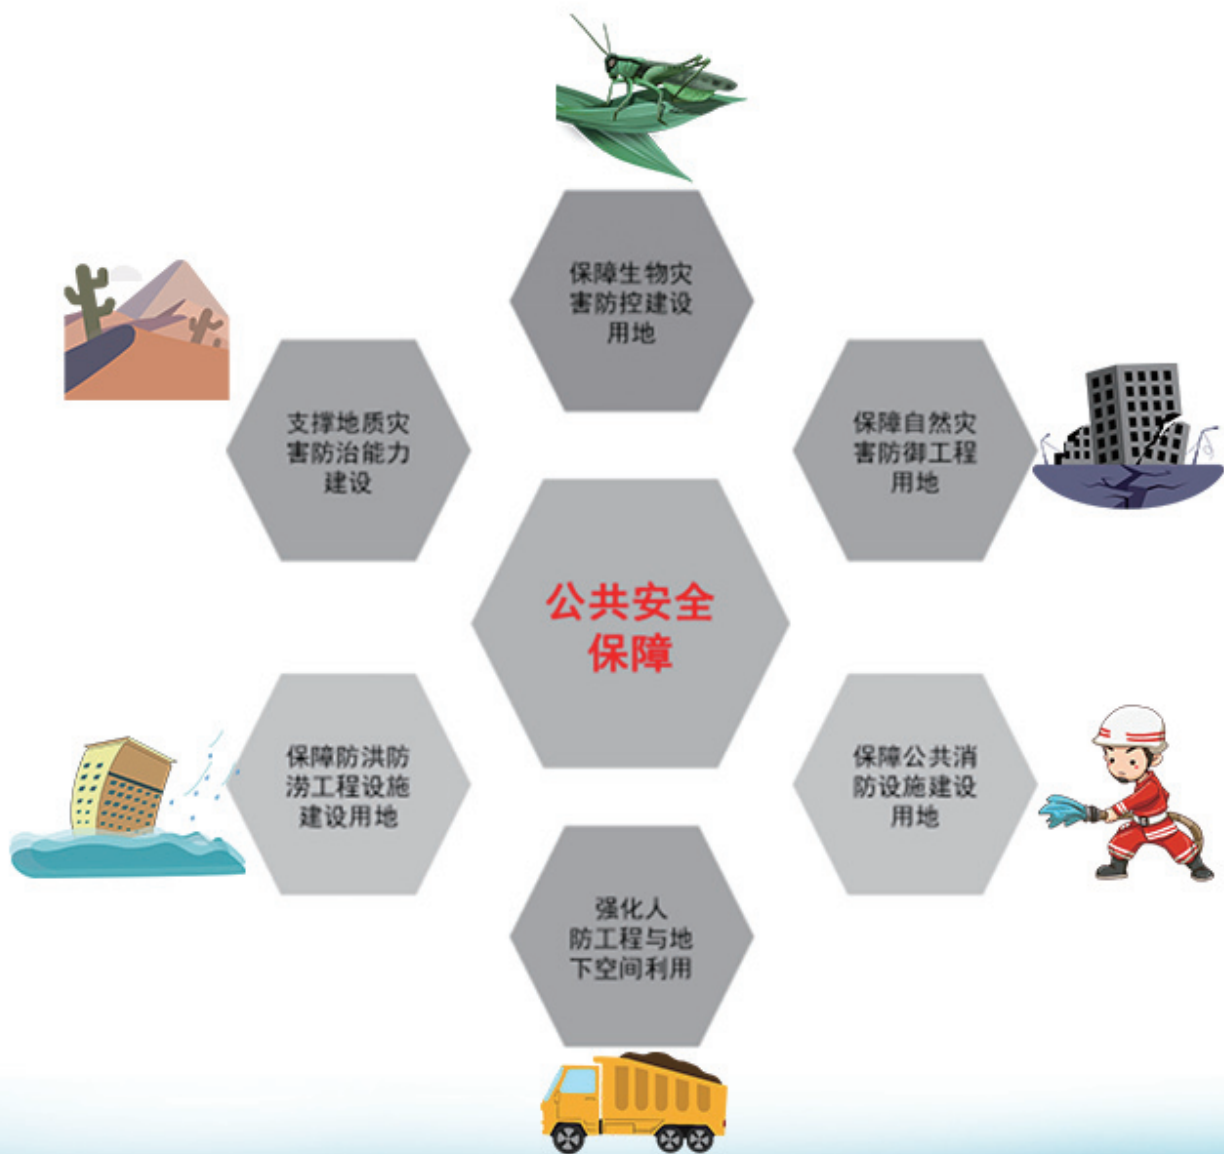 保障生物灾
害防控建设
用地
支撑地质灾
害防治能力
建设
保障自然灾
害防御工程
用地
公共安全
保障
保障防洪防
涝工程设施
建设用地
保障公共消
防设施建设
用地
强化人
防工程与地
下空间利用